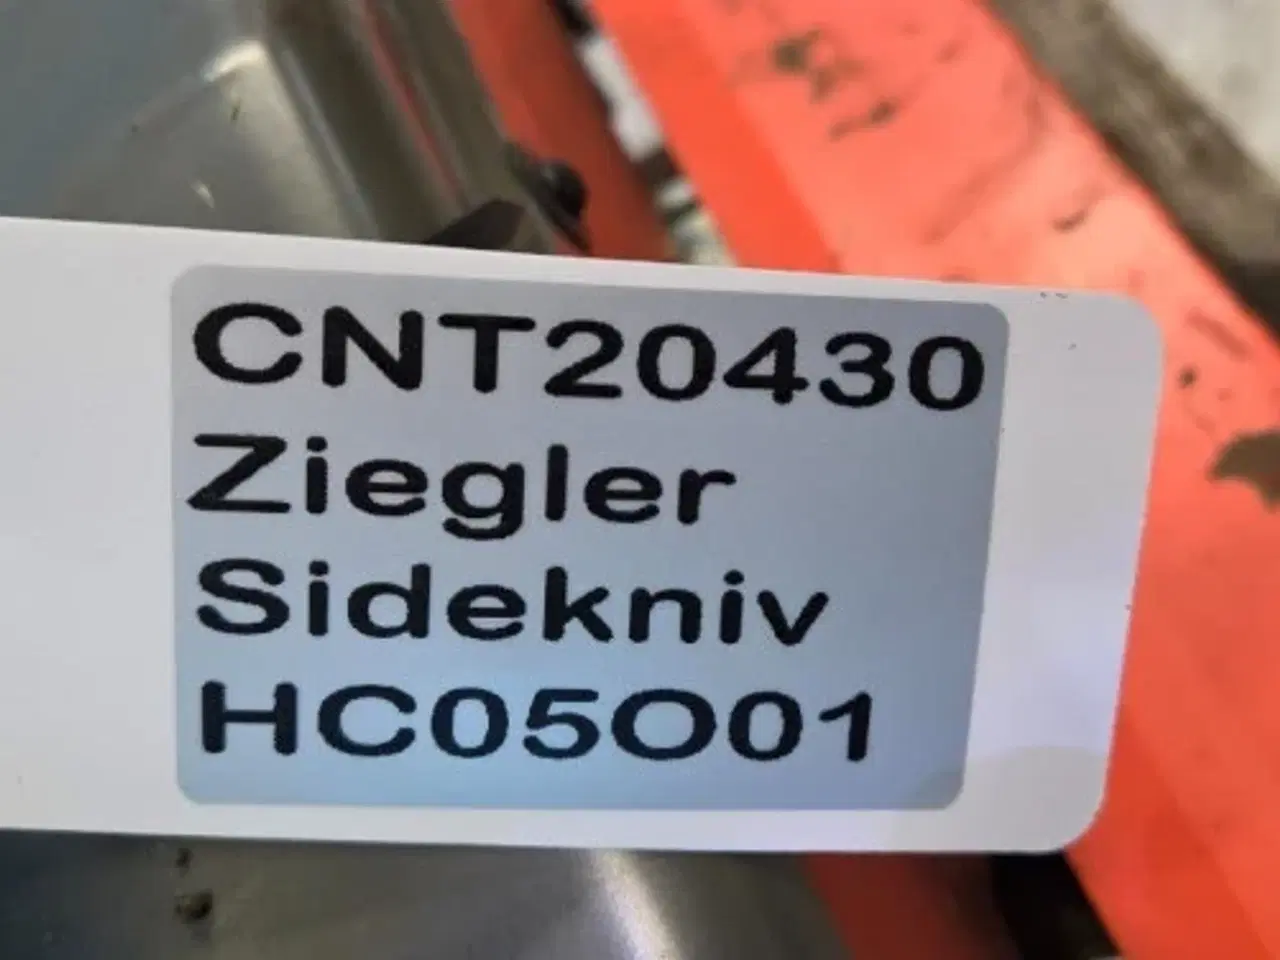 CNT20430
Ziegler
Sidekniv
HC05O01